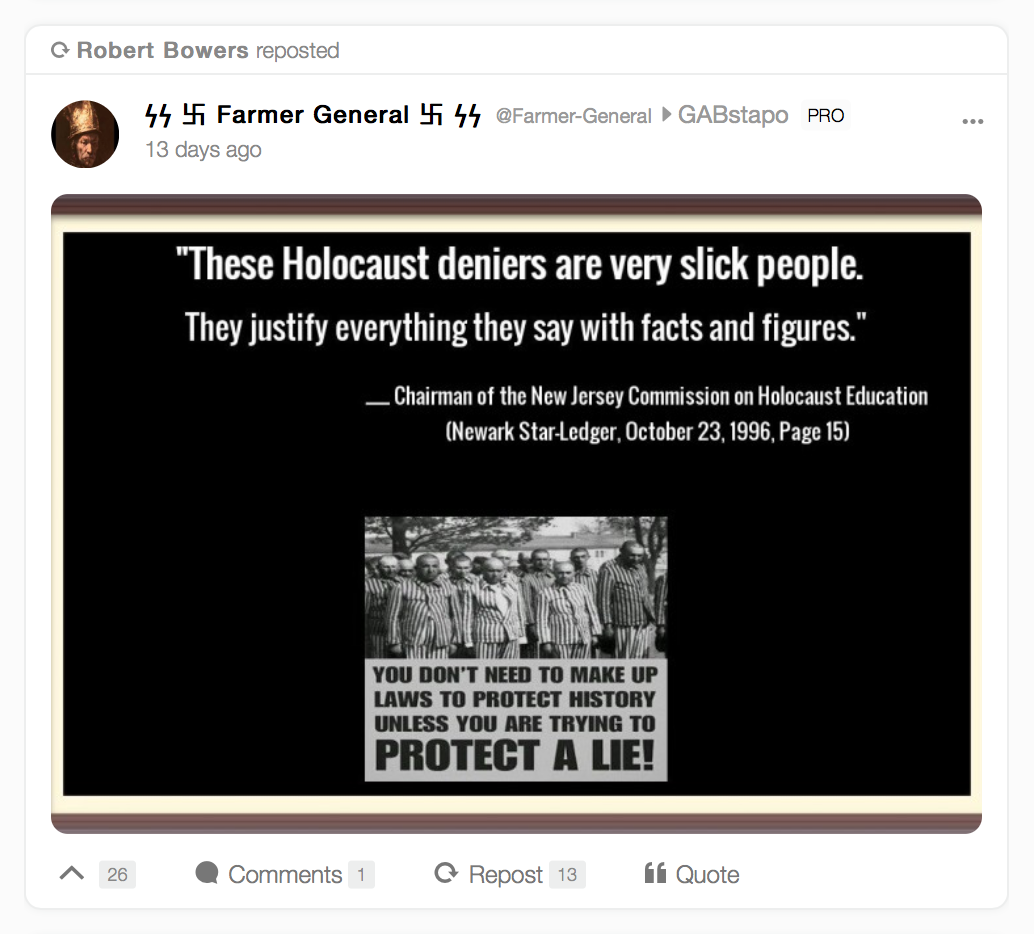 Robert Bowers reposted
ϟϟ 卐 Farmer General 卐 ϟϟ @Farmer-General GABstapo PRO
13 days ago
"These Holocaust deniers are very slick people.
They justify everything they say with facts and figures."
— Chairman of the New Jersey Commission on Holocaust Education
(Newark Star-Ledger, October 23, 1996, Page 15)
YOU DON'T NEED TO MAKE UP
LAWS TO PROTECT HISTORY
UNLESS YOU ARE TRYING TO
PROTECT A LIE!
26 Comments 1 Repost 13 Quote